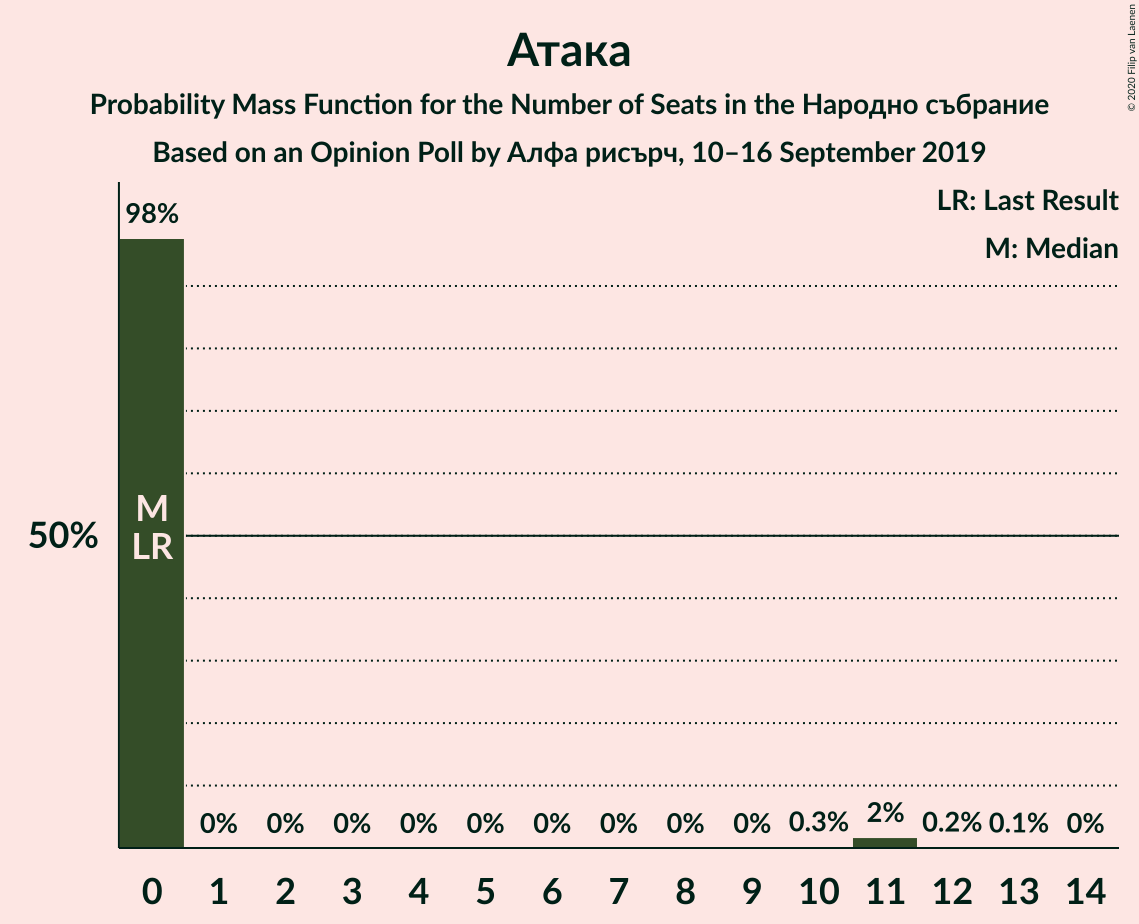 Атака
Probability Mass Function for the Number of Seats in the Народно събрание
Based on an Opinion Poll by Алфа рисърч, 10–16 September 2019
© 2020 Filip van Laenen
LR: Last Result
M: Median
98%
M
LR
50%
0% 0% 0% 0% 0% 0% 0% 0% 0% 0.3% 2% 0.2% 0.1% 0%
0 1 2 3 4 5 6 7 8 9 10 11 12 13 14